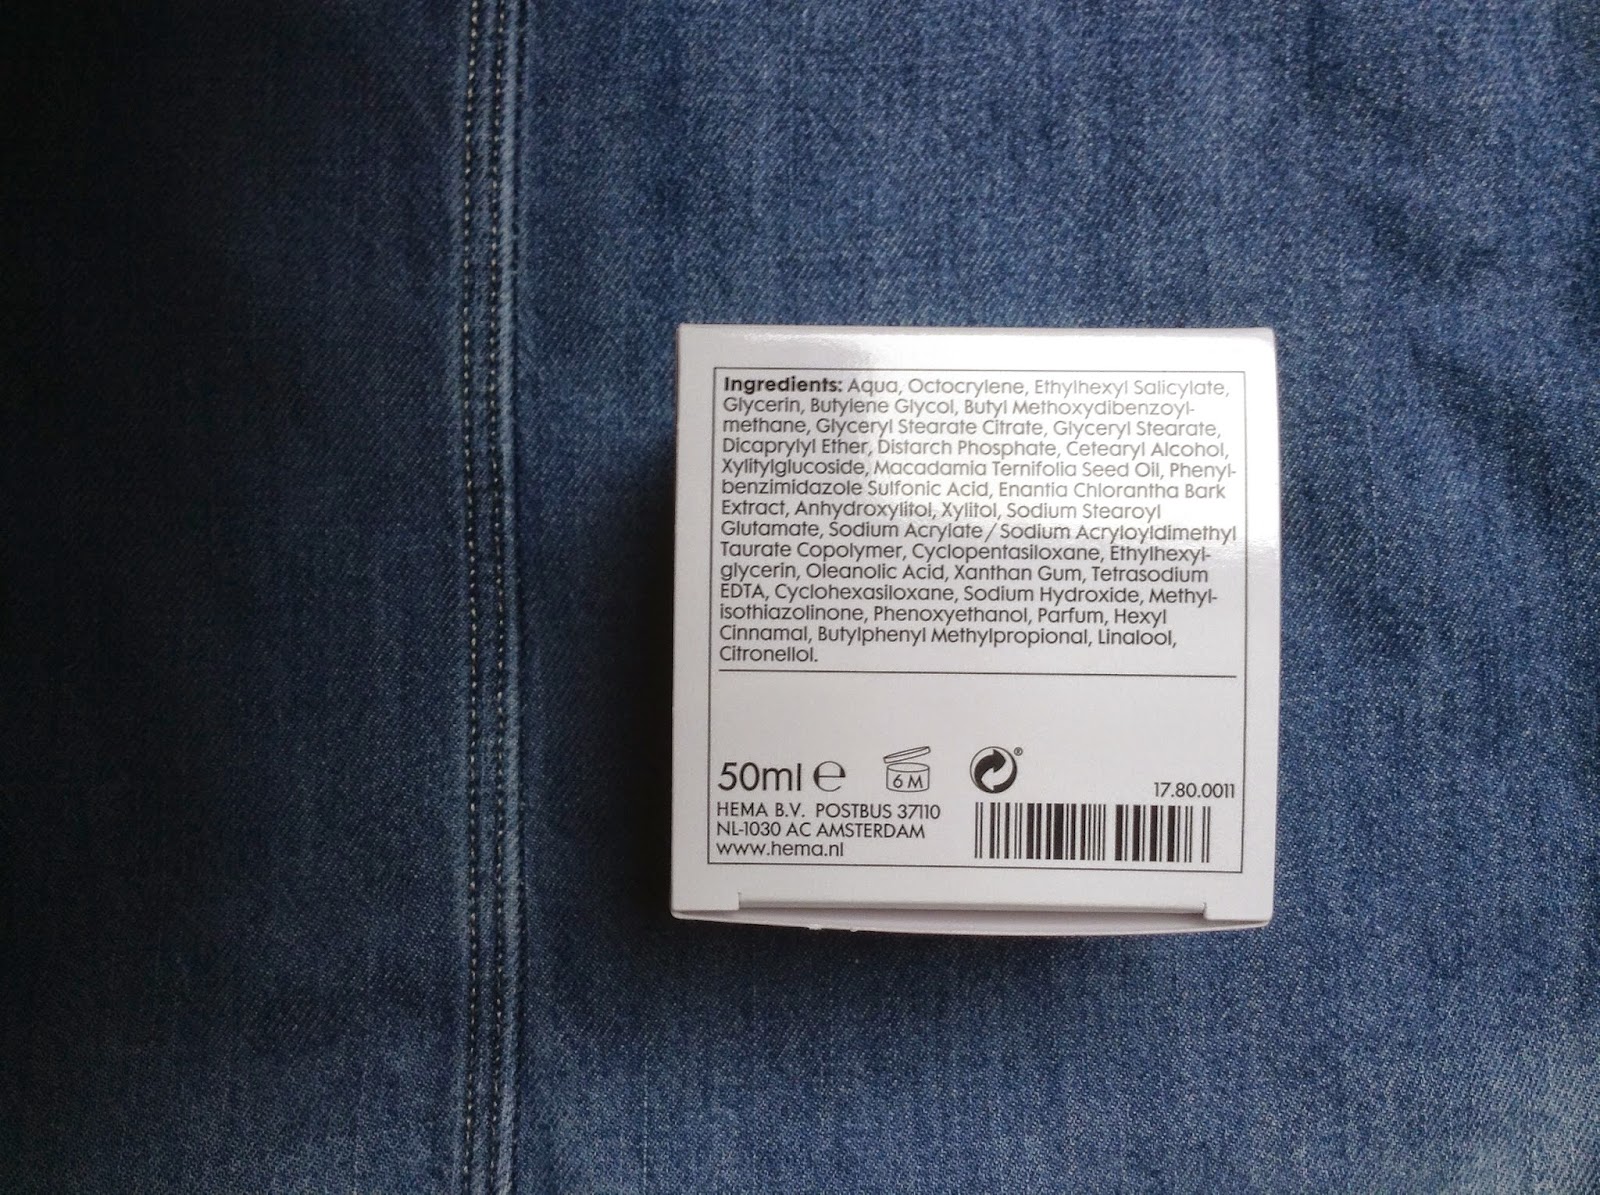 Ingredients: Aqua, Octocrylene, Ethylhexyl Salicylate,
Glycerin, Butylene Glycol, Butyl Methoxydibenzoyl-
methane, Glyceryl Stearate Citrate, Glyceryl Stearate,
Dicaprylyl Ether, Distarch Phosphate, Cetearyl Alcohol,
Xylitylglucoside, Macadamia Ternifolia Seed Oil, Phenyl-
benzimidazole Sulfonic Acid, Enantia Chlorantha Bark
Extract, Anhydroxylitol, Xylitol, Sodium Stearoyl
Glutamate, Sodium Acrylate / Sodium Acryloyldimethyl
Taurate Copolymer, Cyclopentasiloxane, Ethylhexyl-
glycerin, Oleanolic Acid, Xanthan Gum, Tetrasodium
EDTA, Cyclohexasiloxane, Sodium Hydroxide, Methyl-
isothiazolinone, Phenoxyethanol, Parfum, Hexyl
Cinnamal, Butylphenyl Methylpropional, Linalool,
Citronellol.
50ml ℮
6 M
®
17.80.0011
HEMA B.V. POSTBUS 37110
NL-1030 AC AMSTERDAM
www.hema.nl